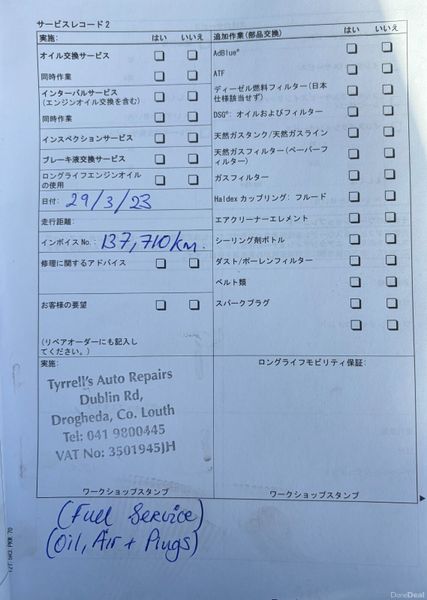 サービスレコード 2
実施: はい いいえ 追加作業(部品交換) はい いいえ
オイル交換サービス
AdBlue®
同時作業
ATF
インターバルサービス
(エンジンオイル交換を含む)
ディーゼル燃料フィルター(日本
仕様該当せず)
同時作業
DSG® オイルおよびフィルター
インスペクションサービス
天然ガスタンク/天然ガスライン
ブレーキ液交換サービス
天然ガスフィルター(ペーパーフ
ィルター)
ロングライフエンジンオイル
の使用
ガスフィルター
日付: 29/3/23
Haldex カップリング: フルード
走行距離:
エアクリーナーエレメント
インボイス No.: 137,710km.
シーリング剤ボトル
修理に関するアドバイス
ダスト/ポーレンフィルター
ベルト類
お客様の要望
スパークプラグ
(リペアオーダーにも記入し
てください。)
実施:
ロングライフモビリティ保証:
Tyrrell's Auto Repairs
Dublin Rd,
Drogheda, Co. Louth
Tel: 041 9800445
VAT No: 3501945JH
ワークショップスタンプ
ワークショップスタンプ
(Full Service)
(Oil, Air + Plugs)
DoneDeal